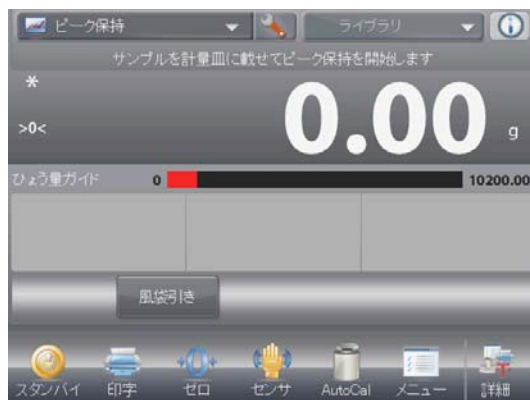 ピーク保持 ライブラリ
サンプルを計量皿に載せてピーク保持を開始します
*
>0<
0.00 g
ひょう量ガイド 0 10200.00
風袋引き
スタンバイ 印字 ゼロ センサ AutoCal メニュー 詳細